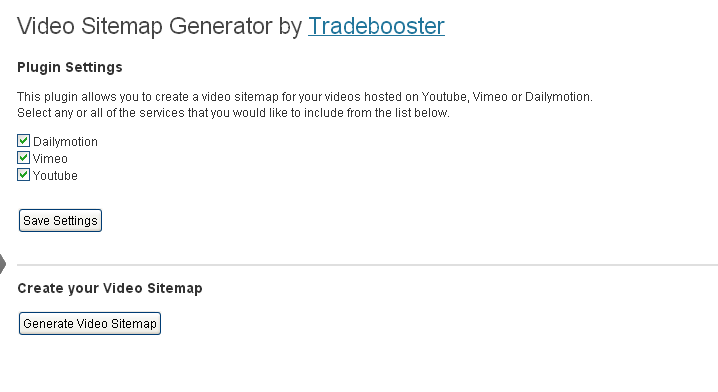 Video Sitemap Generator by Tradebooster
Plugin Settings
This plugin allows you to create a video sitemap for your videos hosted on Youtube, Vimeo or Dailymotion.
Select any or all of the services that you would like to include from the list below.
Dailymotion
Vimeo
Youtube
Save Settings
Create your Video Sitemap
Generate Video Sitemap